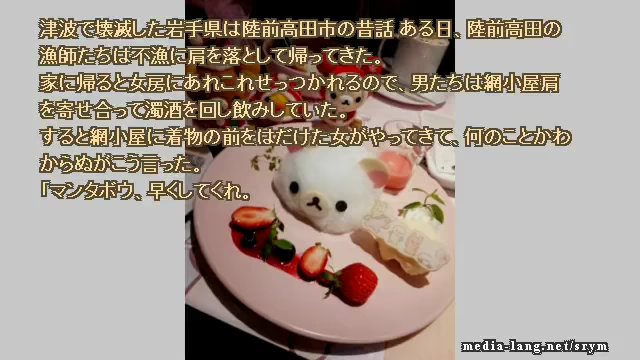 津波で壊滅した岩手県は陸前高田市の昔話 ある日、陸前高田の
漁師たちは不漁に肩を落として帰ってきた。
家に帰ると女房にあれこれせっつかれるので、男たちは網小屋肩
を寄せ合って濁酒を回し飲みしていた。
すると網小屋に着物の前をはだけた女がやってきて、何のことかわ
からぬがこう言った。
「マンタボウ、早くしてくれ。
media-lang.net/srym